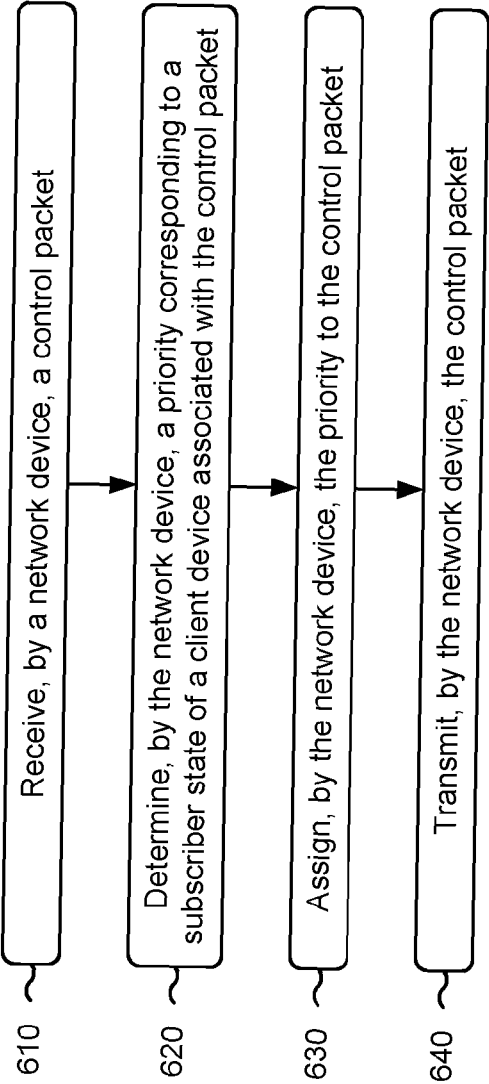 610
Receive, by a network device, a control packet
620
Determine, by the network device, a priority corresponding to a
subscriber state of a client device associated with the control packet
630
Assign, by the network device, the priority to the control packet
640
Transmit, by the network device, the control packet